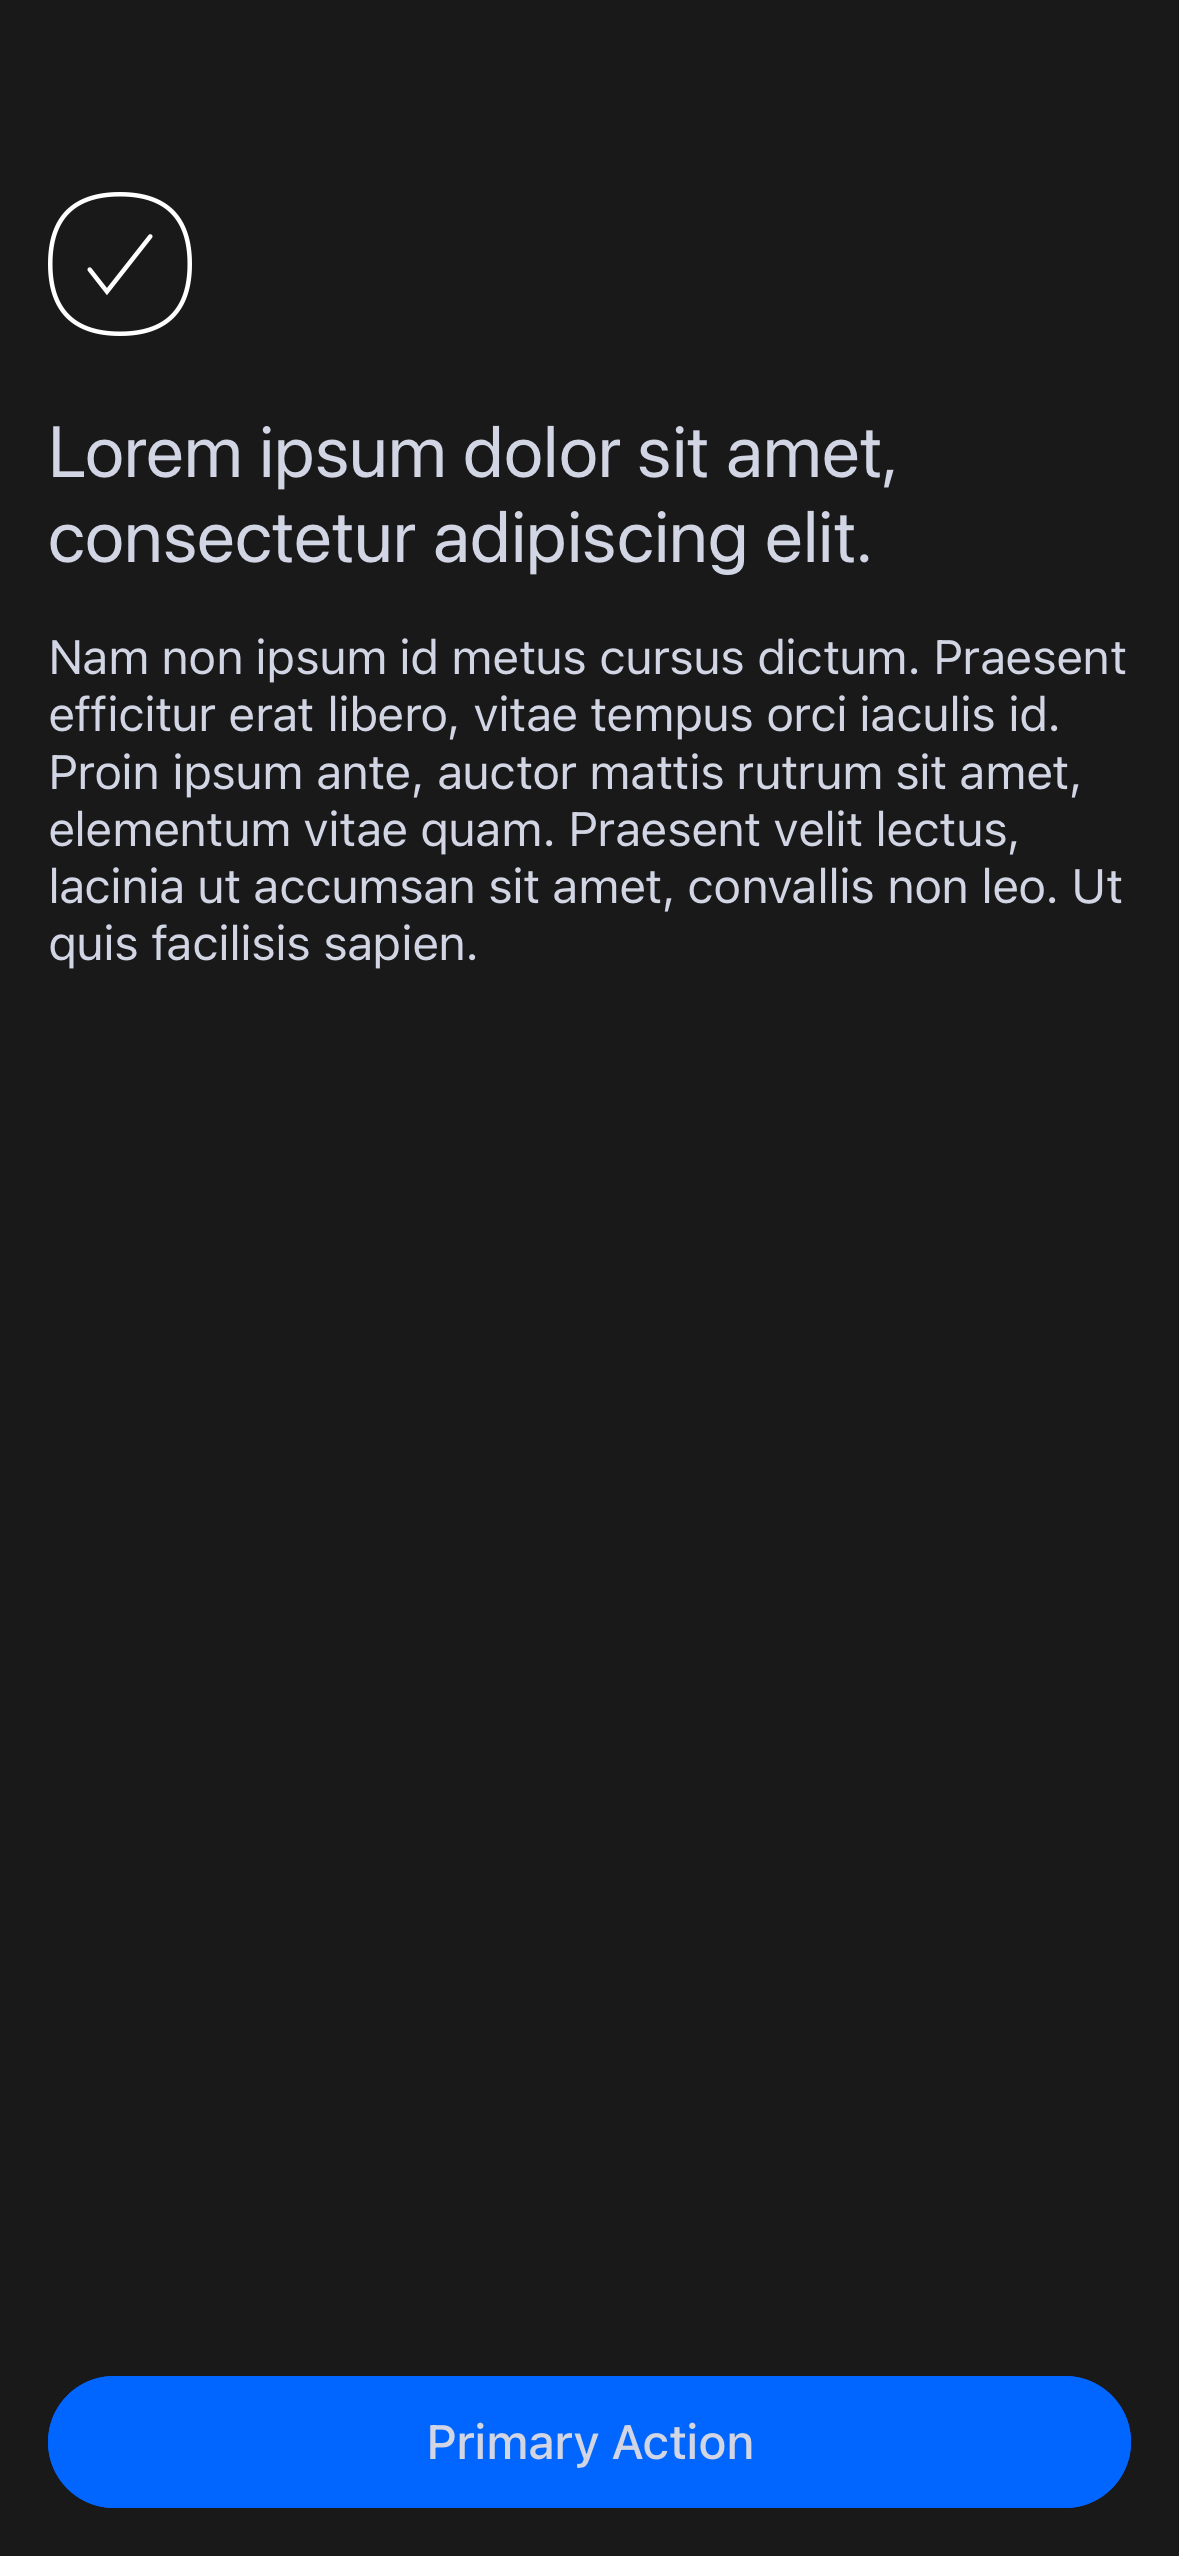 Lorem ipsum dolor sit amet,
consectetur adipiscing elit.
Nam non ipsum id metus cursus dictum. Praesent
efficitur erat libero, vitae tempus orci iaculis id.
Proin ipsum ante, auctor mattis rutrum sit amet,
elementum vitae quam. Praesent velit lectus,
lacinia ut accumsan sit amet, convallis non leo. Ut
quis facilisis sapien.
Primary Action